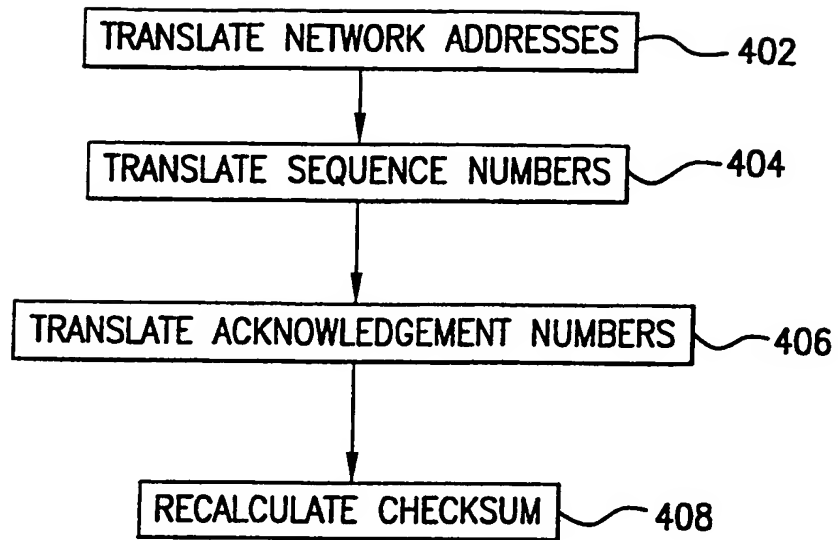 TRANSLATE NETWORK ADDRESSES 402
TRANSLATE SEQUENCE NUMBERS 404
TRANSLATE ACKNOWLEDGEMENT NUMBERS 406
RECALCULATE CHECKSUM 408